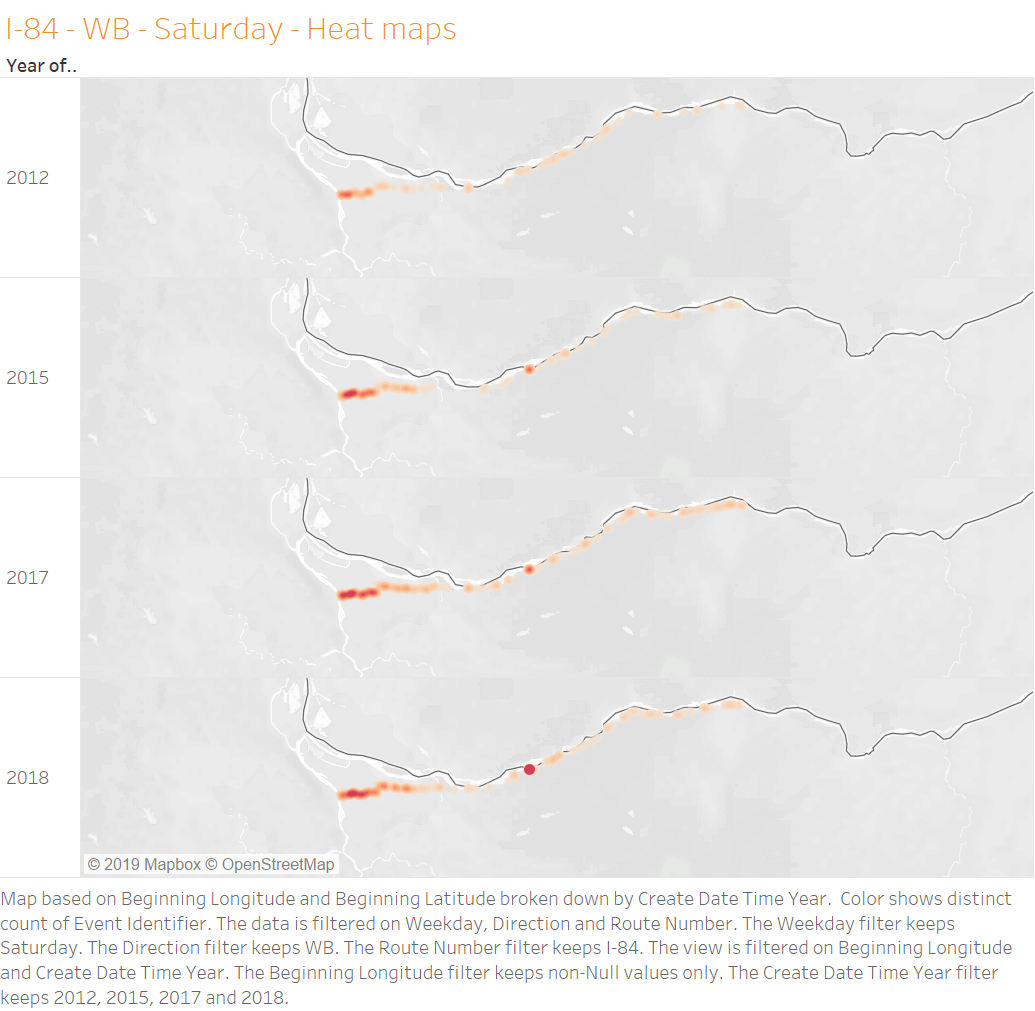 I-84 - WB - Saturday - Heat maps
Year of..
2012
2015
2017
2018
© 2019 Mapbox © OpenStreetMap
Map based on Beginning Longitude and Beginning Latitude broken down by Create Date Time Year.  Color shows distinct
count of Event Identifier. The data is filtered on Weekday, Direction and Route Number. The Weekday filter keeps
Saturday. The Direction filter keeps WB. The Route Number filter keeps I-84. The view is filtered on Beginning Longitude
and Create Date Time Year. The Beginning Longitude filter keeps non-Null values only. The Create Date Time Year filter
keeps 2012, 2015, 2017 and 2018.